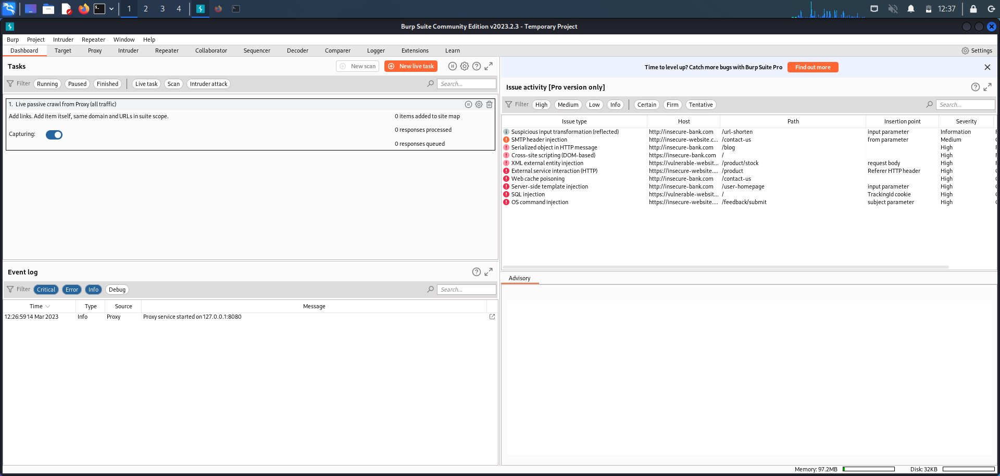 1 2 3 4 12:37
Burp Suite Community Edition v2023.2.3 - Temporary Project
Burp Project Intruder Repeater Window Help
Dashboard Target Proxy Intruder Repeater Collaborator Sequencer Decoder Comparer Logger Extensions Learn Settings
Tasks New scan New live task
Filter Running Paused Finished Live task Scan Intruder attack Search...
1. Live passive crawl from Proxy (all traffic)
Add links. Add item itself, same domain and URLs in suite scope. 0 items added to site map
0 responses processed
Capturing:
0 responses queued
Event log
Filter Critical Error Info Debug Search...
Time Type Source Message
12:26:59 14 Mar 2023 Info Proxy Proxy service started on 127.0.0.1:8080
Time to level up? Catch more bugs with Burp Suite Pro Find out more
Issue activity [Pro version only]
Filter High Medium Low Info Certain Firm Tentative Search...
Issue type Host Path Insertion point Severity
Suspicious input transformation (reflected) http://insecure-bank.com /url-shorten input parameter Information
SMTP header injection http://insecure-website.c... /contact-us from parameter Medium
Serialized object in HTTP message http://insecure-bank.com /blog High
Cross-site scripting (DOM-based) https://insecure-bank.com / High
XML external entity injection https://vulnerable-websit... /product/stock request body High
External service interaction (HTTP) https://insecure-website.... /product Referer HTTP header High
Web cache poisoning http://insecure-bank.com /contact-us High
Server-side template injection http://insecure-bank.com /user-homepage input parameter High
SQL injection https://vulnerable-websit... / TrackingId cookie High
OS command injection https://insecure-website.... /feedback/submit subject parameter High
Advisory
Memory: 97.2MB Disk: 32KB